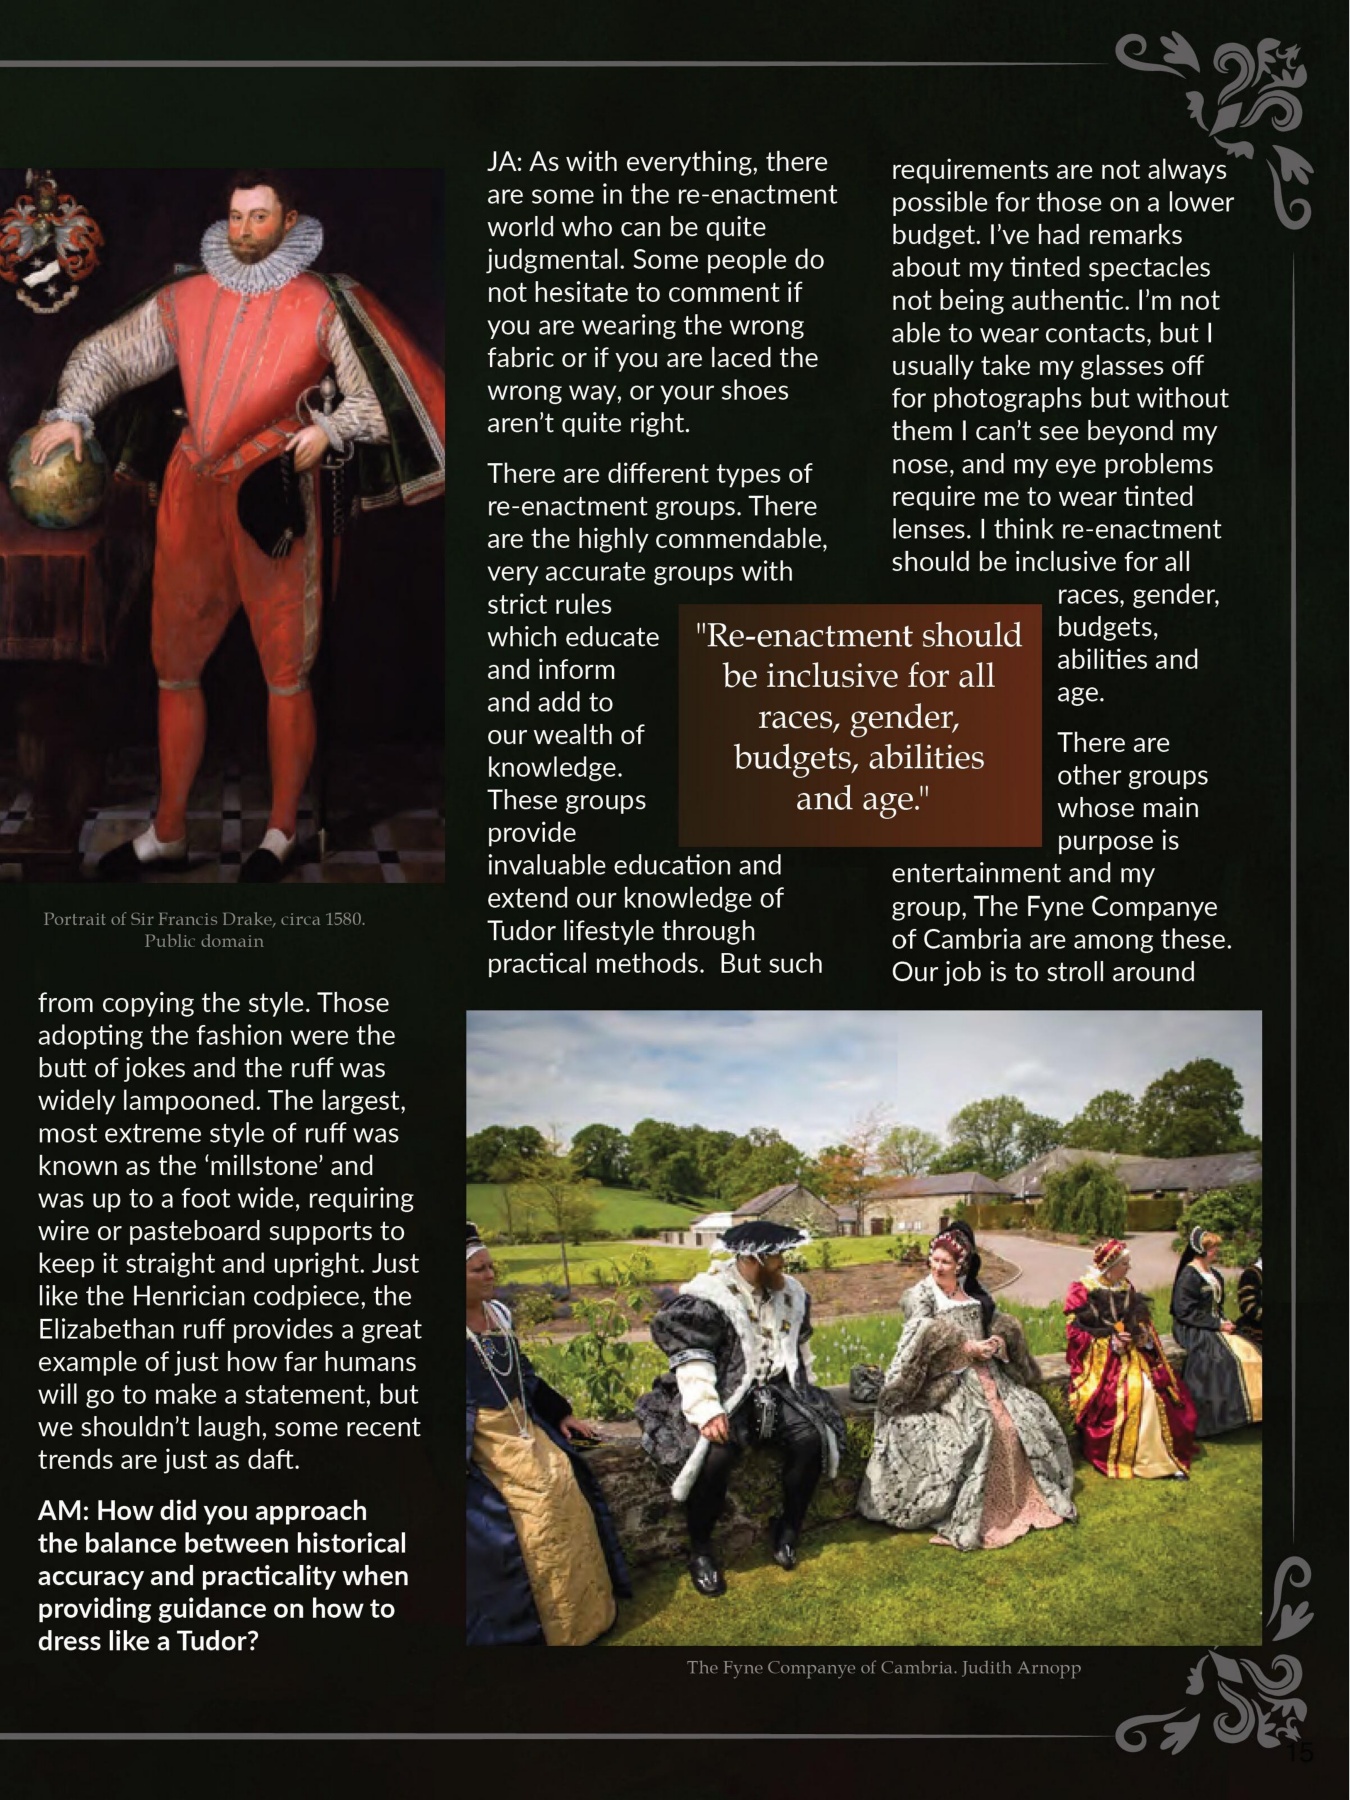 Portrait of Sir Francis Drake, circa 1580.
Public domain
from copying the style. Those
adopting the fashion were the
butt of jokes and the ruff was
widely lampooned. The largest,
most extreme style of ruff was
known as the ‘millstone’ and
was up to a foot wide, requiring
wire or pasteboard supports to
keep it straight and upright. Just
like the Henrician codpiece, the
Elizabethan ruff provides a great
example of just how far humans
will go to make a statement, but
we shouldn’t laugh, some recent
trends are just as daft.
AM: How did you approach
the balance between historical
accuracy and practicality when
providing guidance on how to
dress like a Tudor?
JA: As with everything, there
are some in the re-enactment
world who can be quite
judgmental. Some people do
not hesitate to comment if
you are wearing the wrong
fabric or if you are laced the
wrong way, or your shoes
aren’t quite right.
There are different types of
re-enactment groups. There
are the highly commendable,
very accurate groups with
strict rules
which educate
and inform
and add to
our wealth of
knowledge.
These groups
provide
invaluable education and
extend our knowledge of
Tudor lifestyle through
practical methods.  But such
"Re-enactment should
be inclusive for all
races, gender,
budgets, abilities
and age."
requirements are not always
possible for those on a lower
budget. I’ve had remarks
about my tinted spectacles
not being authentic. I’m not
able to wear contacts, but I
usually take my glasses off
for photographs but without
them I can’t see beyond my
nose, and my eye problems
require me to wear tinted
lenses. I think re-enactment
should be inclusive for all
races, gender,
budgets,
abilities and
age.
There are
other groups
whose main
purpose is
entertainment and my
group, The Fyne Companye
of Cambria are among these.
Our job is to stroll around
The Fyne Companye of Cambria. Judith Arnopp
15